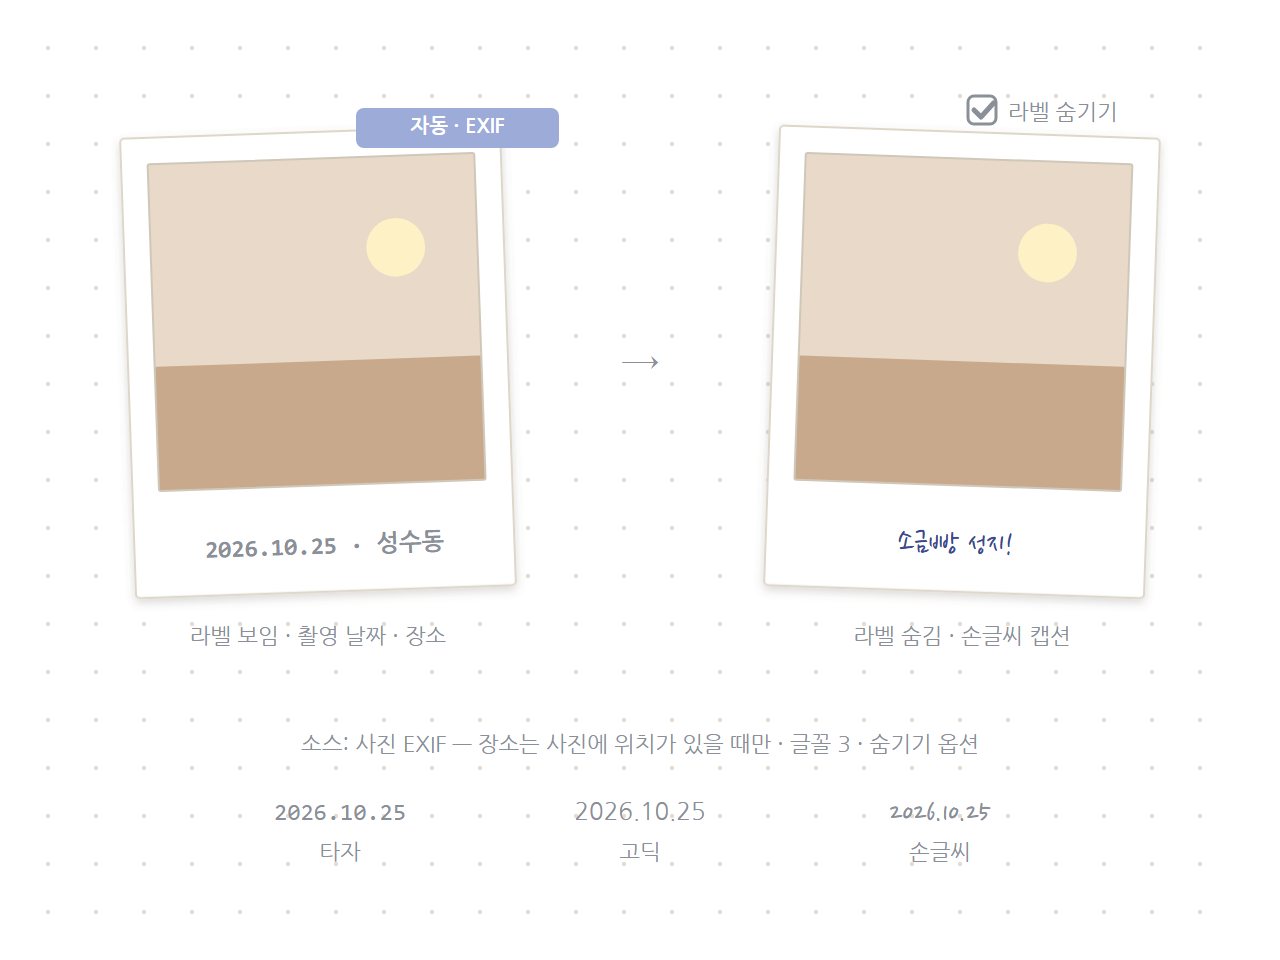 자동 · EXIF
라벨 숨기기
2026.10.25 · 성수동
소금빵 성지!
라벨 보임 · 촬영 날짜 · 장소
라벨 숨김 · 손글씨 캡션
소스: 사진 EXIF — 장소는 사진에 위치가 있을 때만 · 글꼴 3 · 숨기기 옵션
2026.10.25
2026.10.25
2026.10.25
타자
고딕
손글씨